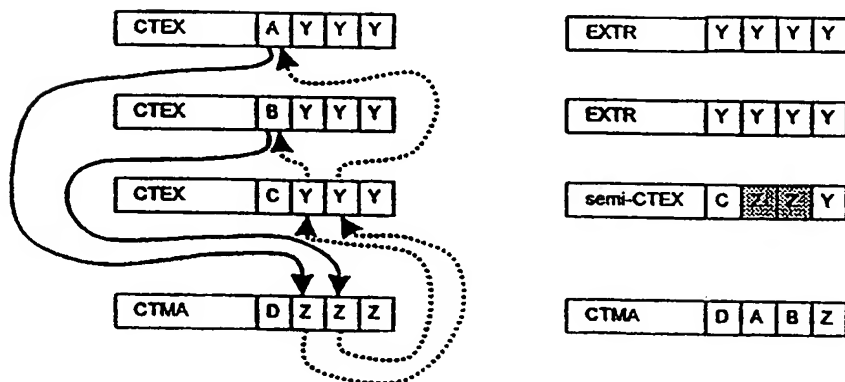 CTEX A Y Y Y
EXTR Y Y Y Y
CTEX B Y Y Y
EXTR Y Y Y Y
CTEX C Y Y Y
semi-CTEX C Z Z Y
CTMA D Z Z Z
CTMA D A B Z